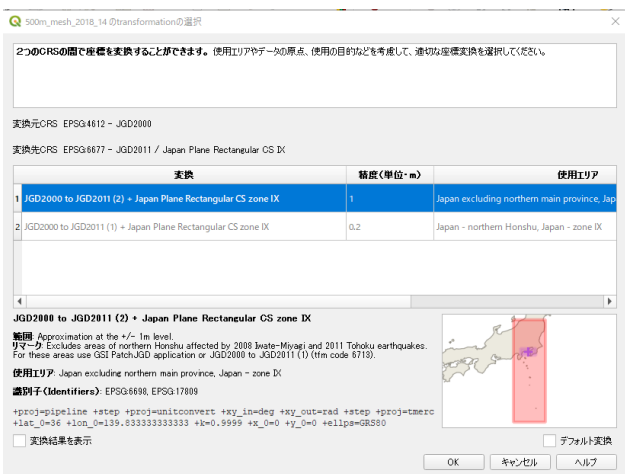 500m_mesh_2018_14 のtransformationの選択
2つのCRSの間で座標を変換することができます。使用エリアやデータの原点、使用の目的などを考慮して、適切な座標変換を選択してください。
変換元CRS EPSG:4612 - JGD2000
変換先CRS EPSG:6677 - JGD2011 / Japan Plane Rectangular CS IX
変換 精度(単位・m) 使用エリア
1 JGD2000 to JGD2011 (2) + Japan Plane Rectangular CS zone IX 1 Japan excluding northern main province, Jap
2 JGD2000 to JGD2011 (1) + Japan Plane Rectangular CS zone IX 0.2 Japan - northern Honshu, Japan - zone IX
JGD2000 to JGD2011 (2) + Japan Plane Rectangular CS zone IX
範囲: Approximation at the +/- 1m level.
リマーク: Excludes areas of northern Honshu affected by 2008 Iwate-Miyagi and 2011 Tohoku earthquakes.
For these areas use GSI PatchJGD application or JGD2000 to JGD2011 (1) (tfm code 6713).
使用エリア: Japan excluding northern main province, Japan - zone IX
識別子(Identifiers): EPSG:6698, EPSG:17809
+proj=pipeline +step +proj=unitconvert +xy_in=deg +xy_out=rad +step +proj=tmerc
+lat_0=36 +lon_0=139.833333333333 +k=0.9999 +x_0=0 +y_0=0 +ellps=GRS80
変換結果を表示 デフォルト変換
OK キャンセル ヘルプ